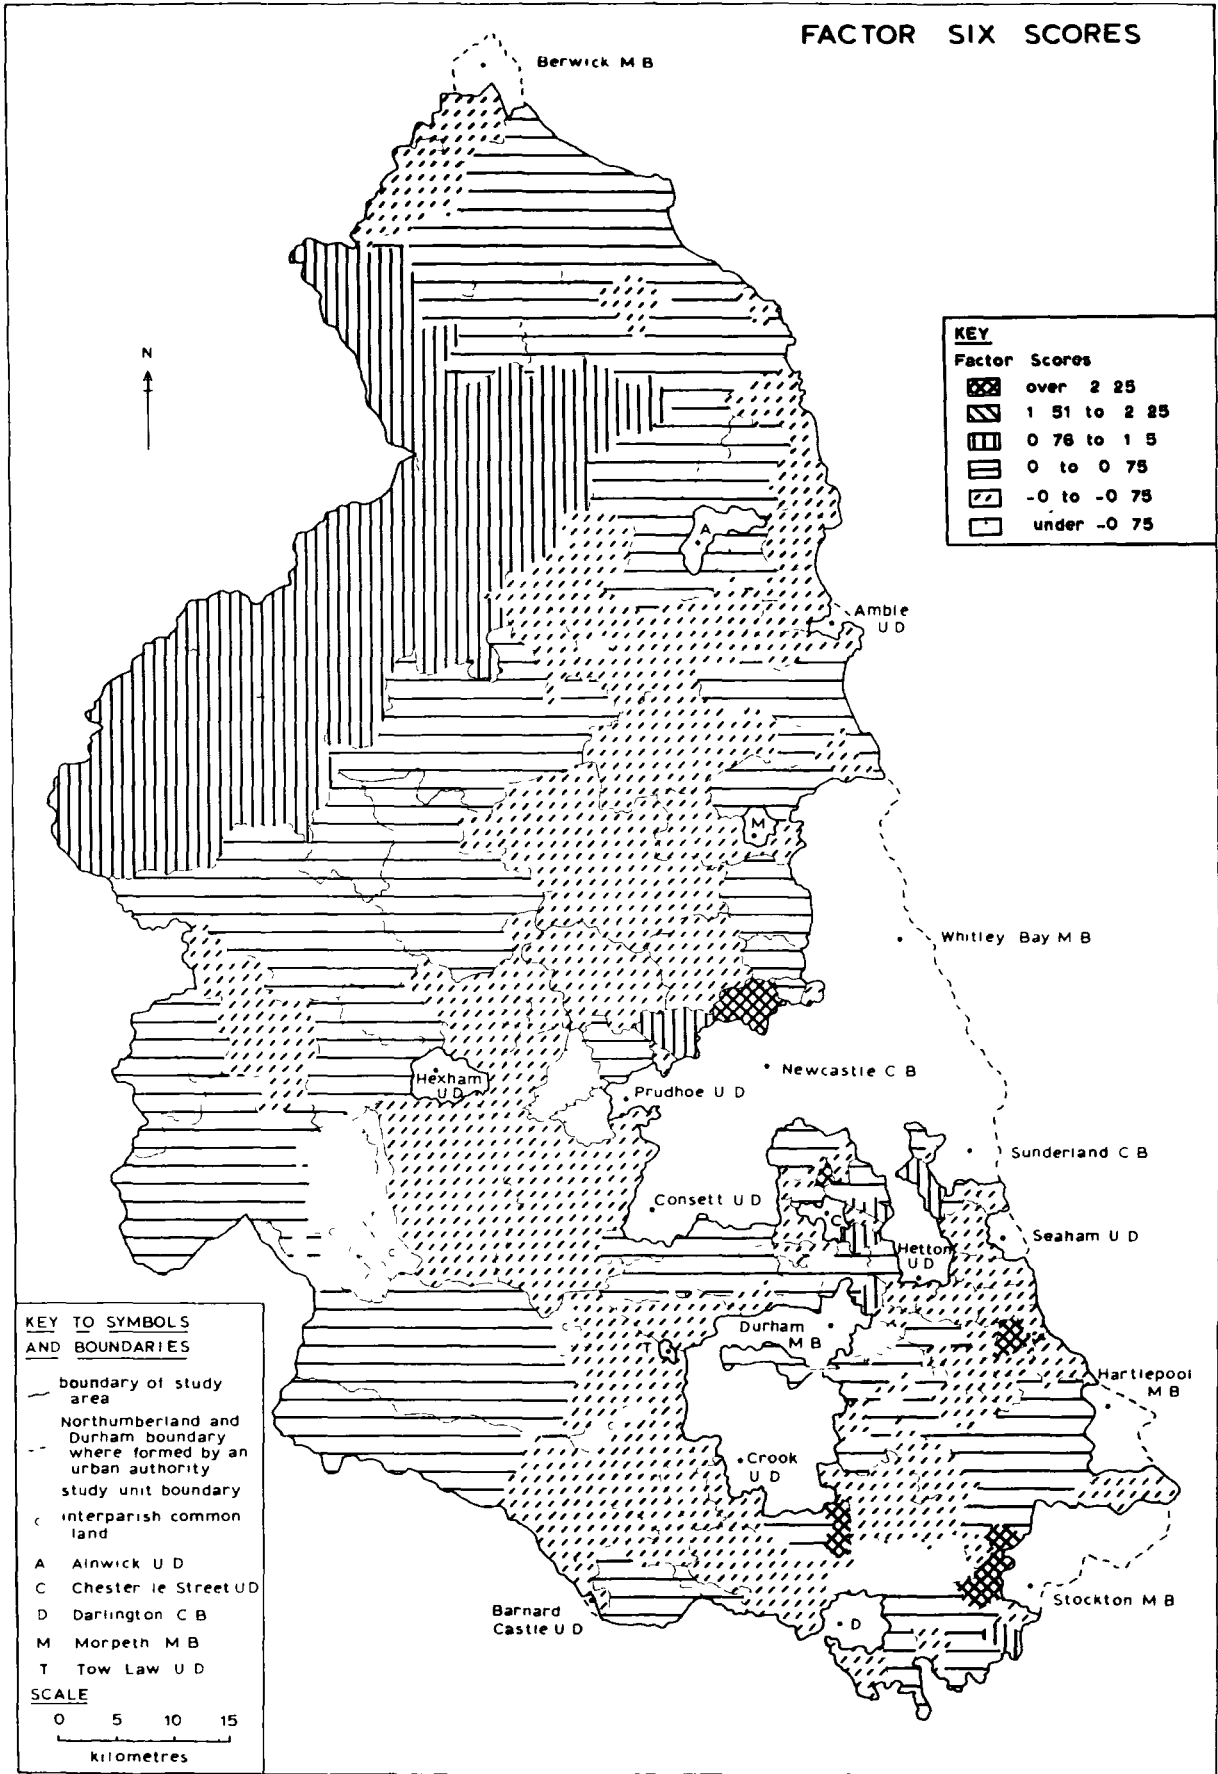 FACTOR SIX SCORES
Berwick M B
N
KEY
Factor Scores
over 2 25
1 51 to 2 25
0 76 to 1 5
0 to 0 75
-0 to -0 75
under -0 75
A
Amble
U D
M
Whitley Bay M B
Newcastle C B
Hexham
U D
Prudhoe U D
Sunderland C B
Consett U D
C
Seaham U D
Hetton
U D
c
Durham
M B
T
Hartlepool
M B
Crook
U D
Stockton M B
Barnard
Castle U D
D
KEY TO SYMBOLS
AND BOUNDARIES
boundary of study
area
Northumberland and
Durham boundary
where formed by an
urban authority
study unit boundary
c interparish common
land
A Alnwick U D
C Chester le Street U D
D Darlington C B
M Morpeth M B
T Tow Law U D
SCALE
0 5 10 15
kilometres